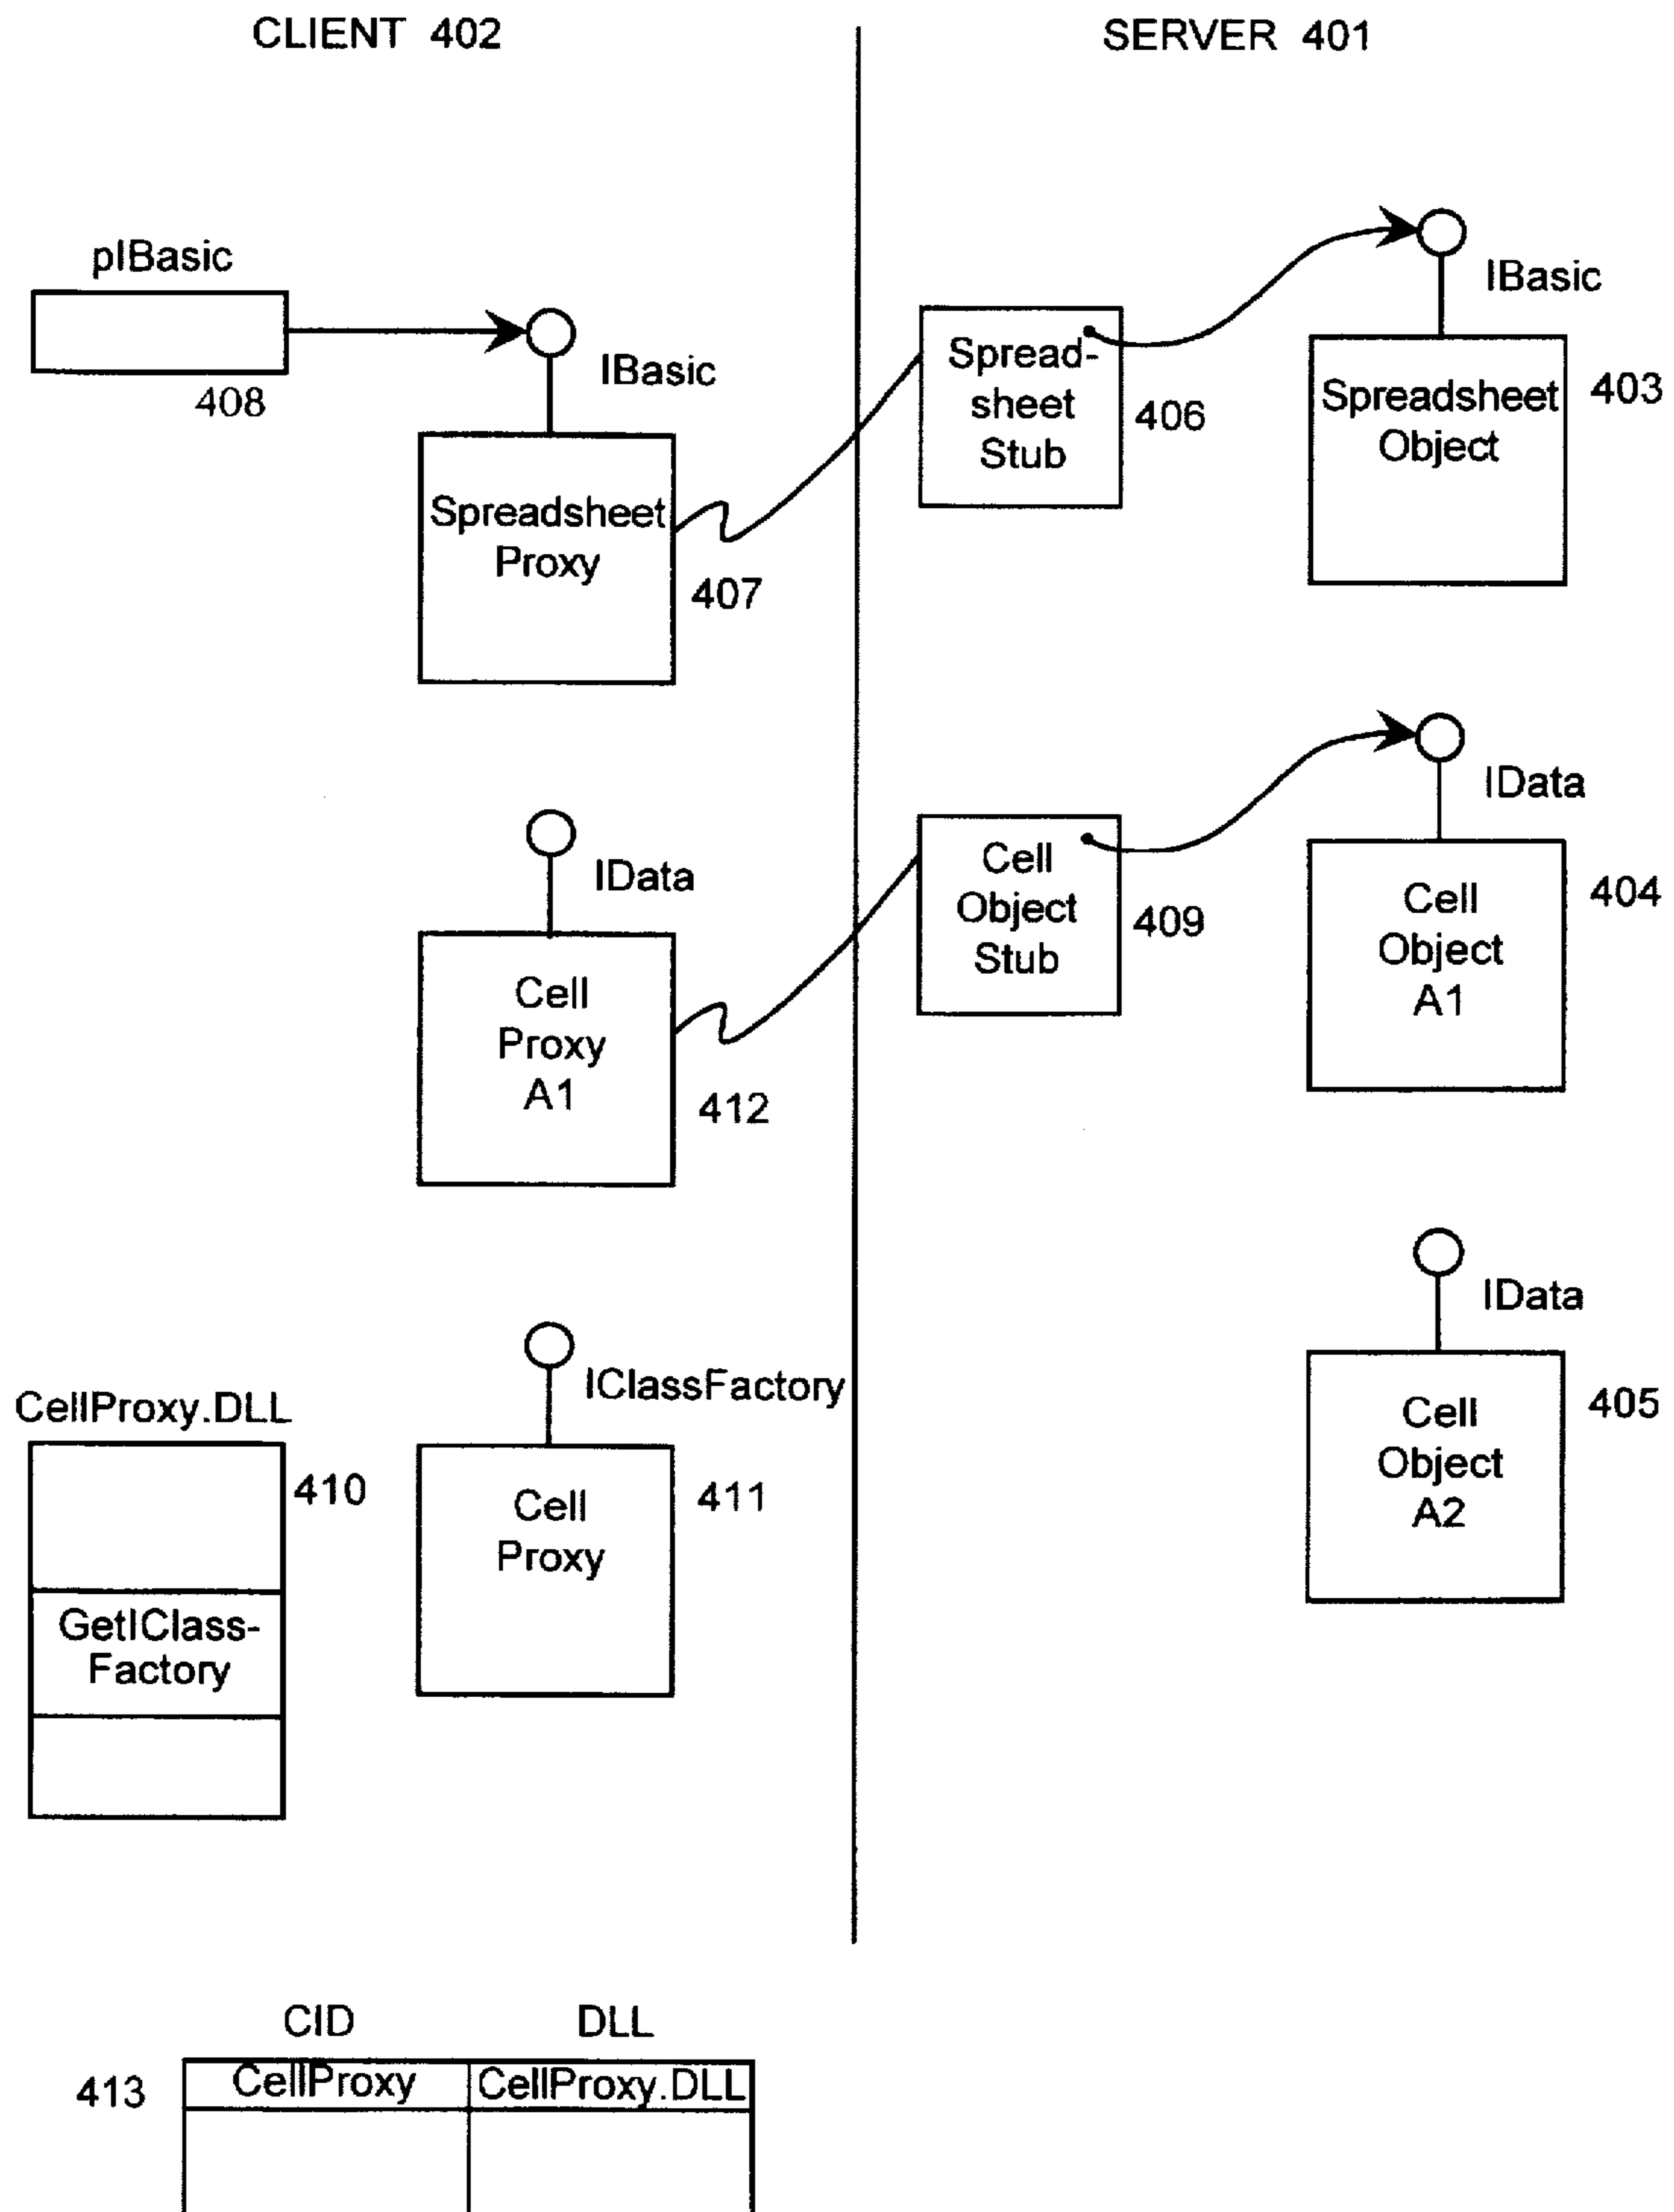 CLIENT 402
SERVER 401
pIBasic
408
IBasic
Spreadsheet
Proxy
407
Spread-
sheet
Stub
406
IBasic
Spreadsheet
Object
403
IData
Cell
Proxy
A1
412
Cell
Object
Stub
409
IData
Cell
Object
A1
404
CellProxy.DLL
410
GetIClass-
Factory
IClassFactory
Cell
Proxy
411
IData
Cell
Object
A2
405
CID
DLL
413
CellProxy
CellProxy.DLL